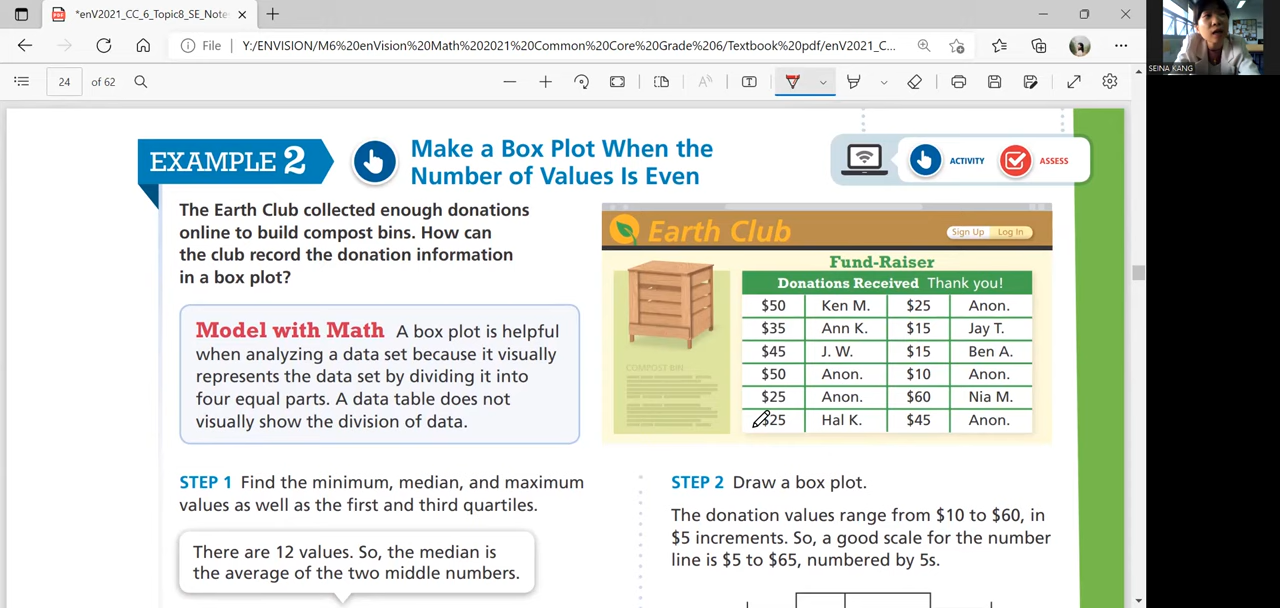 *enV2021_CC_6_Topic8_SE_Note
File Y:/ENVISION/M6%20enVision%20Math%202021%20Common%20Core%20Grade%206/Textbook%20pdf/enV2021_C...
24 of 62
SEINA KANG
EXAMPLE 2
Make a Box Plot When the
Number of Values Is Even
ACTIVITY ASSESS
The Earth Club collected enough donations
online to build compost bins. How can
the club record the donation information
in a box plot?
Model with Math A box plot is helpful
when analyzing a data set because it visually
represents the data set by dividing it into
four equal parts. A data table does not
visually show the division of data.
Earth Club
Sign Up Log In
Fund-Raiser
Donations Received Thank you!
$50 Ken M. $25 Anon.
$35 Ann K. $15 Jay T.
$45 J. W. $15 Ben A.
$50 Anon. $10 Anon.
$25 Anon. $60 Nia M.
$25 Hal K. $45 Anon.
COMPOST BIN
STEP 1 Find the minimum, median, and maximum
values as well as the first and third quartiles.
There are 12 values. So, the median is
the average of the two middle numbers.
STEP 2 Draw a box plot.
The donation values range from $10 to $60, in
$5 increments. So, a good scale for the number
line is $5 to $65, numbered by 5s.